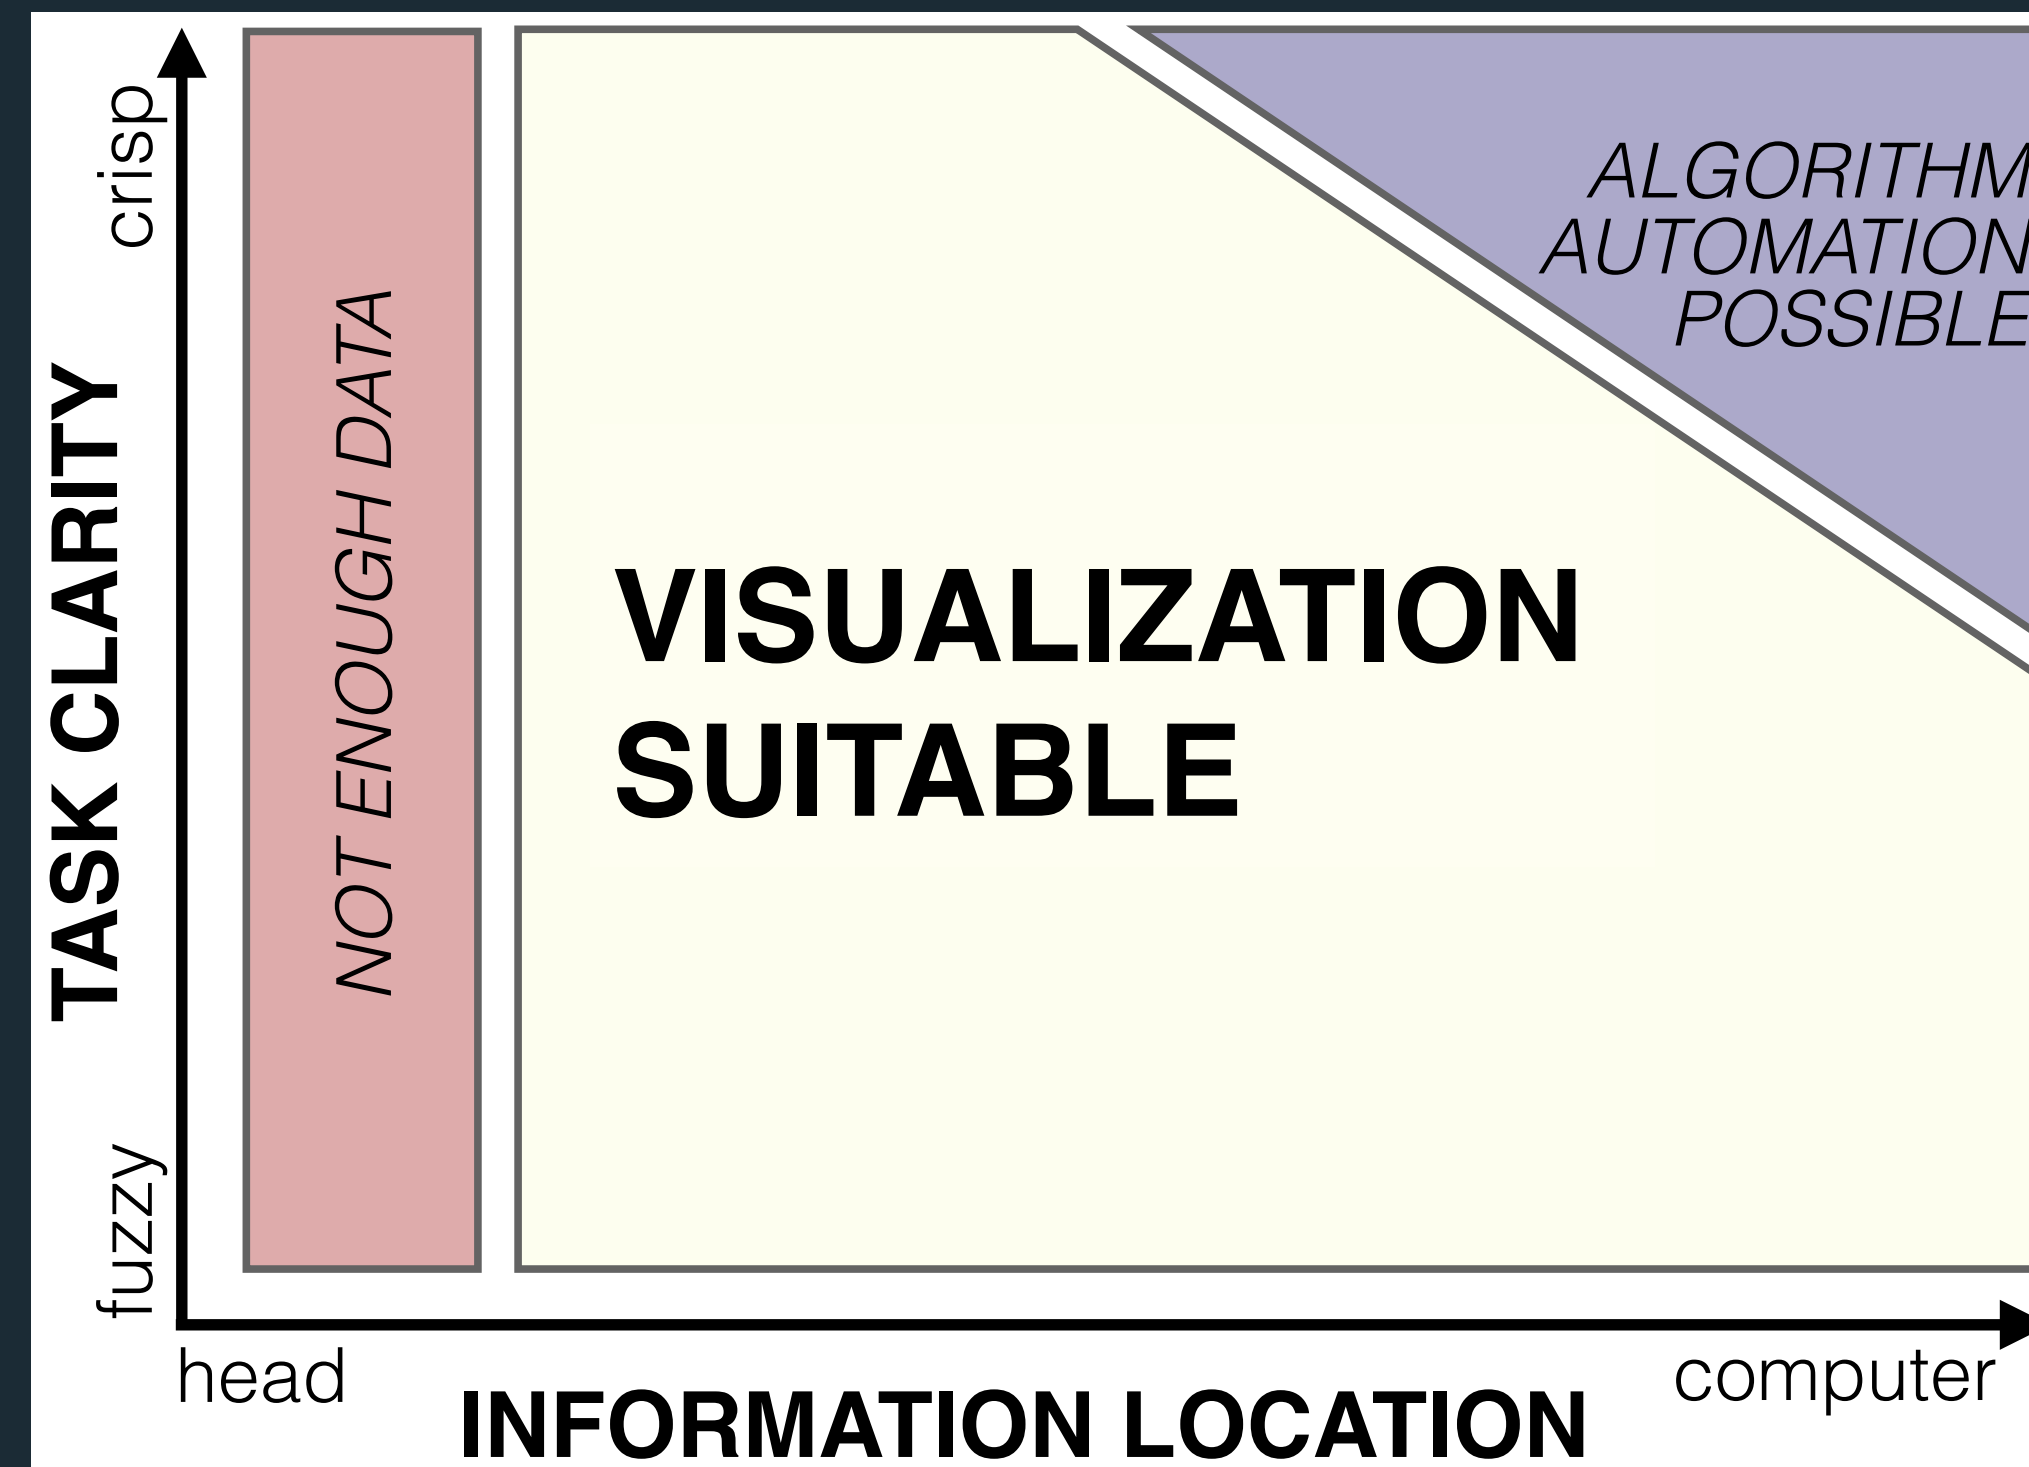 crisp
TASK CLARITY
fuzzy
NOT ENOUGH DATA
VISUALIZATION
SUITABLE
ALGORITHM
AUTOMATION
POSSIBLE
head
computer
INFORMATION LOCATION